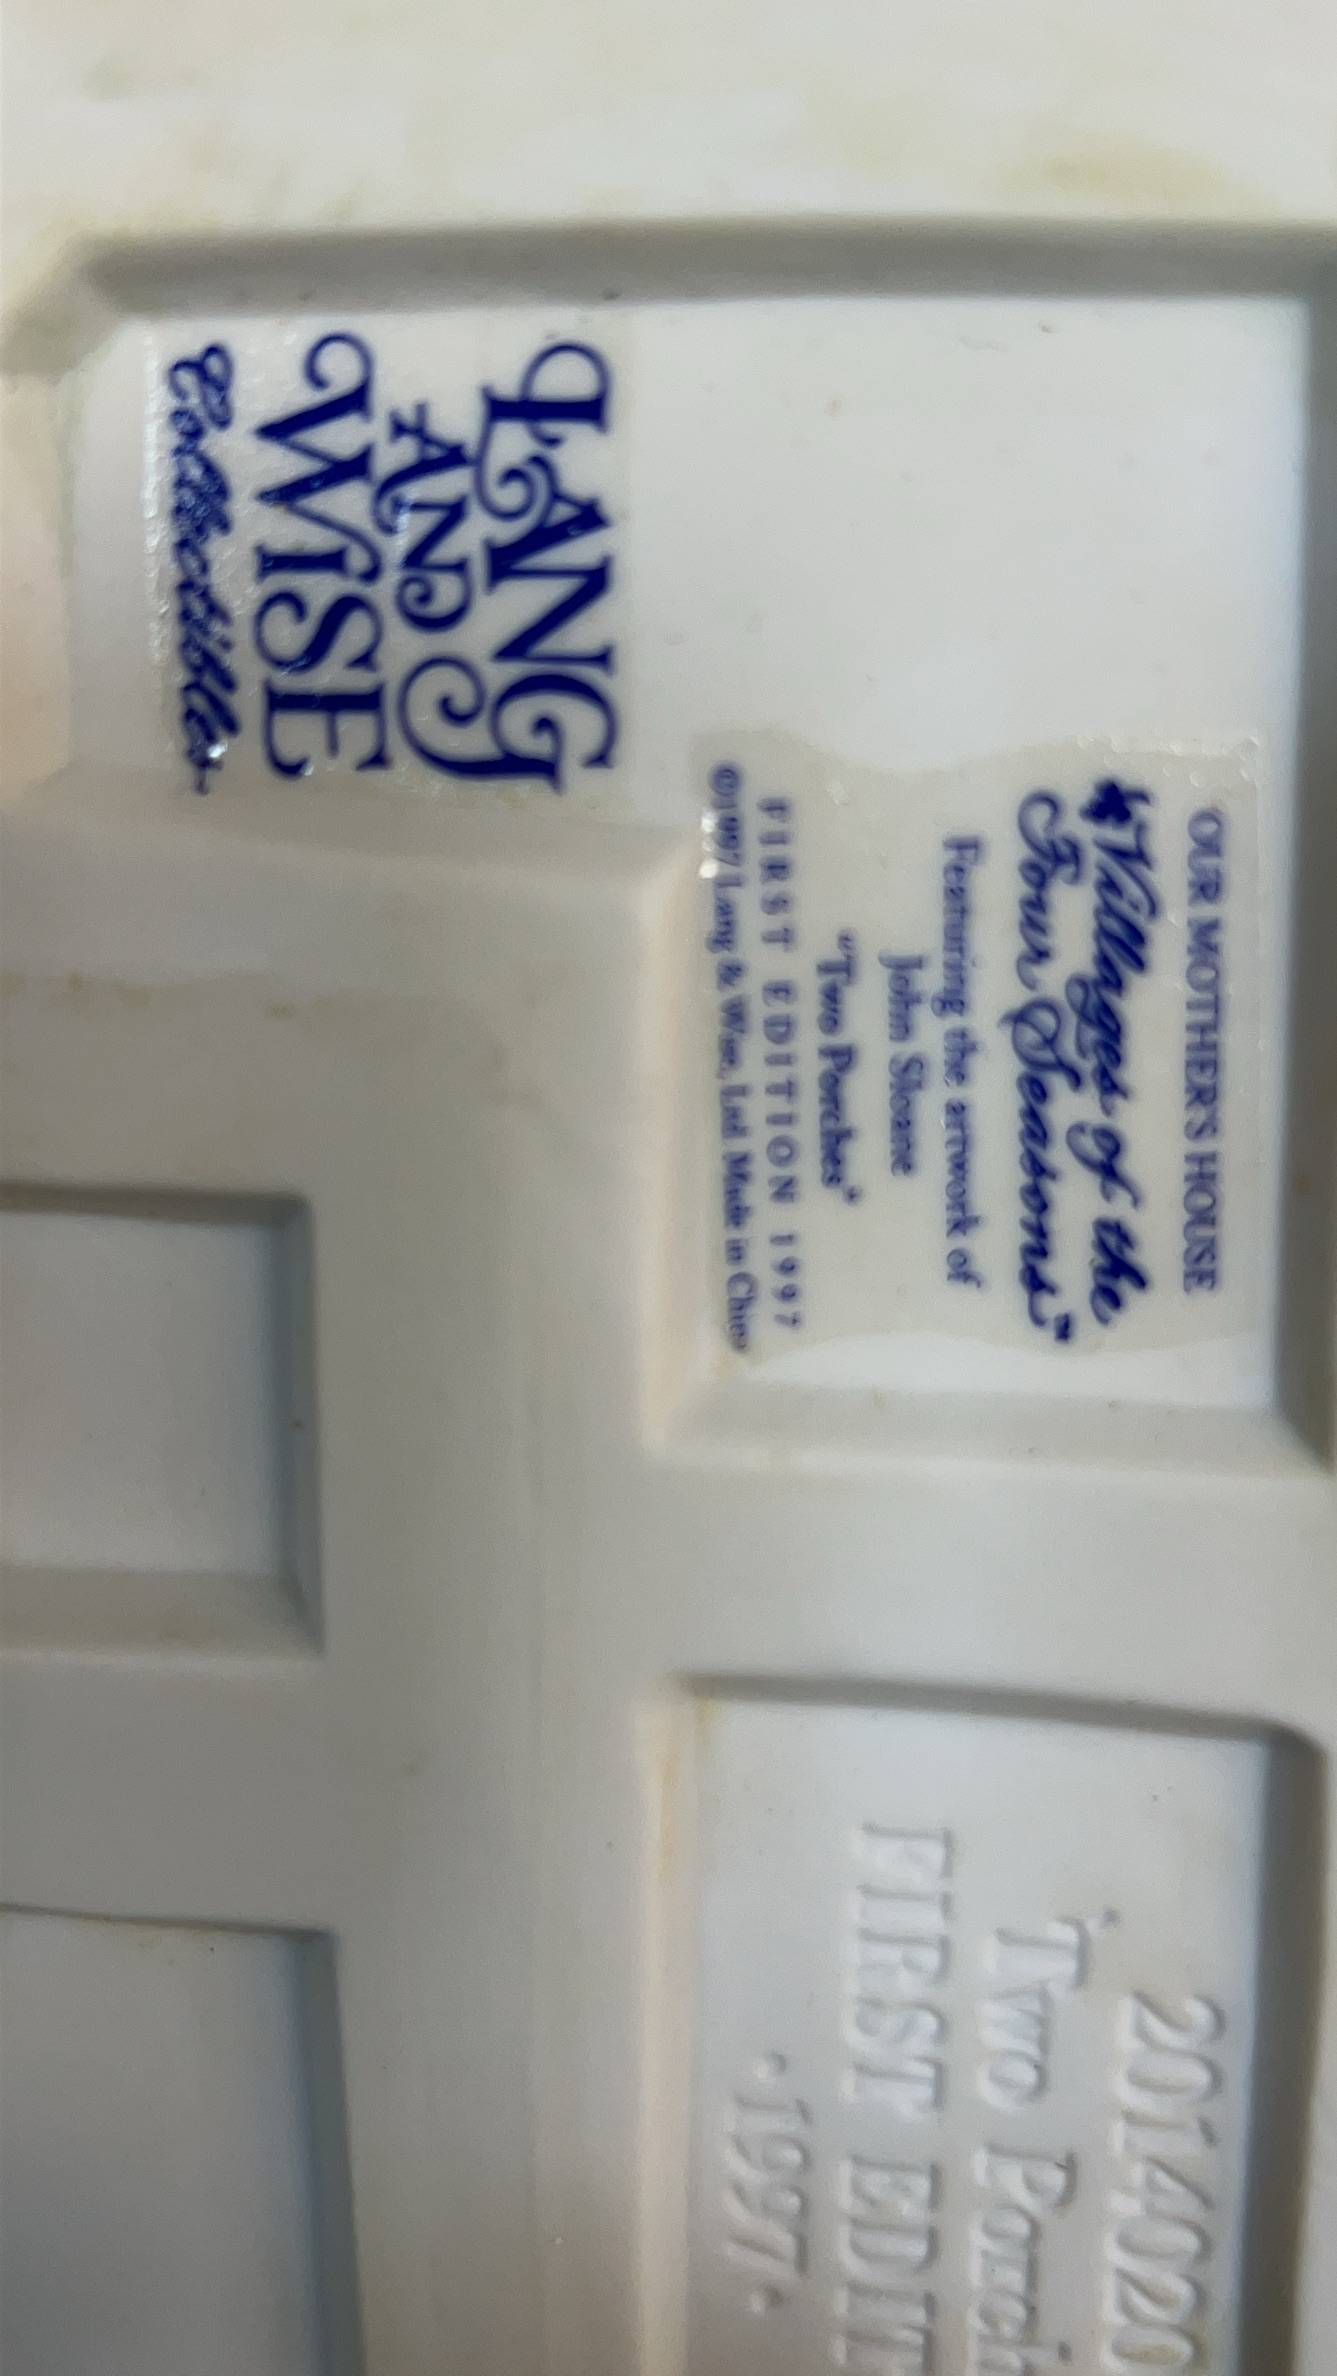 LANG
AND
WISE
Collectibles
OUR MOTHER'S HOUSE
"Villages of the
Four Seasons"
Featuring the artwork of
John Sloane
"Two Porches"
FIRST EDITION 1997
©1997 Lang & Wise, Ltd. Made in China
2014020
Two Porch
FIRST EDIT
·1997·